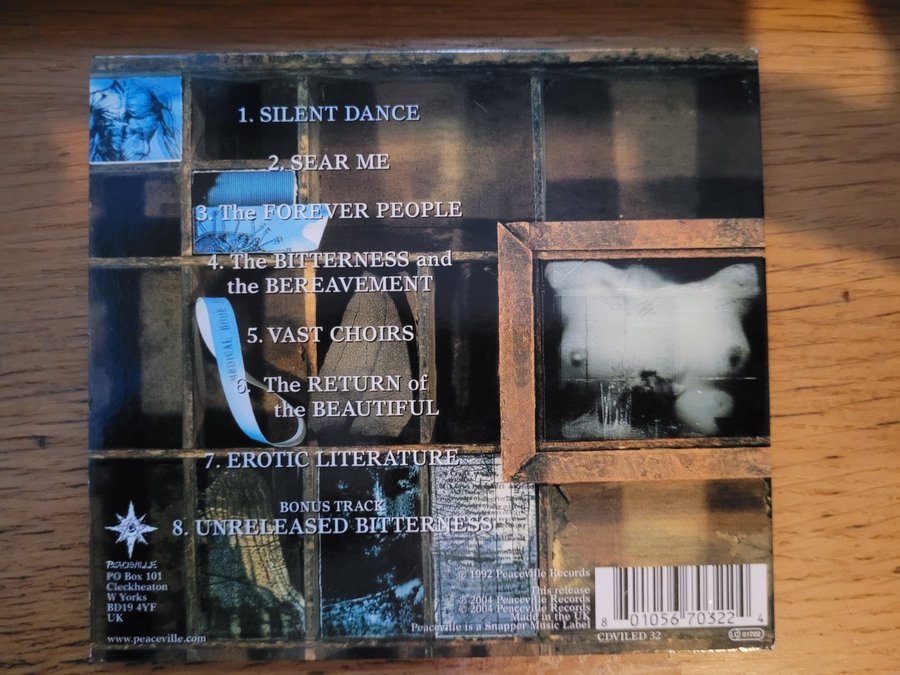 1. SILENT DANCE
2, SEAR ME
3. The FOREVER PEOPLE
4. The BITTERNESS and
the BEREAVEMENT
5. VAST CHOIRS
MEDICAL
6. The RETURN of
the BEAUTIFUL
7. EROTIC LITERATURE
BONUS TRACK
8. UNRELEASED BITTERNESS
PEACEVILLE
PO Box 101
Cleckheaton
W Yorks
BD19 4YF
UK
www.peaceville.com
℗ 1992 Peaceville Records
This release
℗ 2004 Peaceville Records
© 2004 Peaceville Records
Made in the UK
Peaceville is a Snapper Music Label
8 01056 70322 4
CDVILED 32
LC 01702